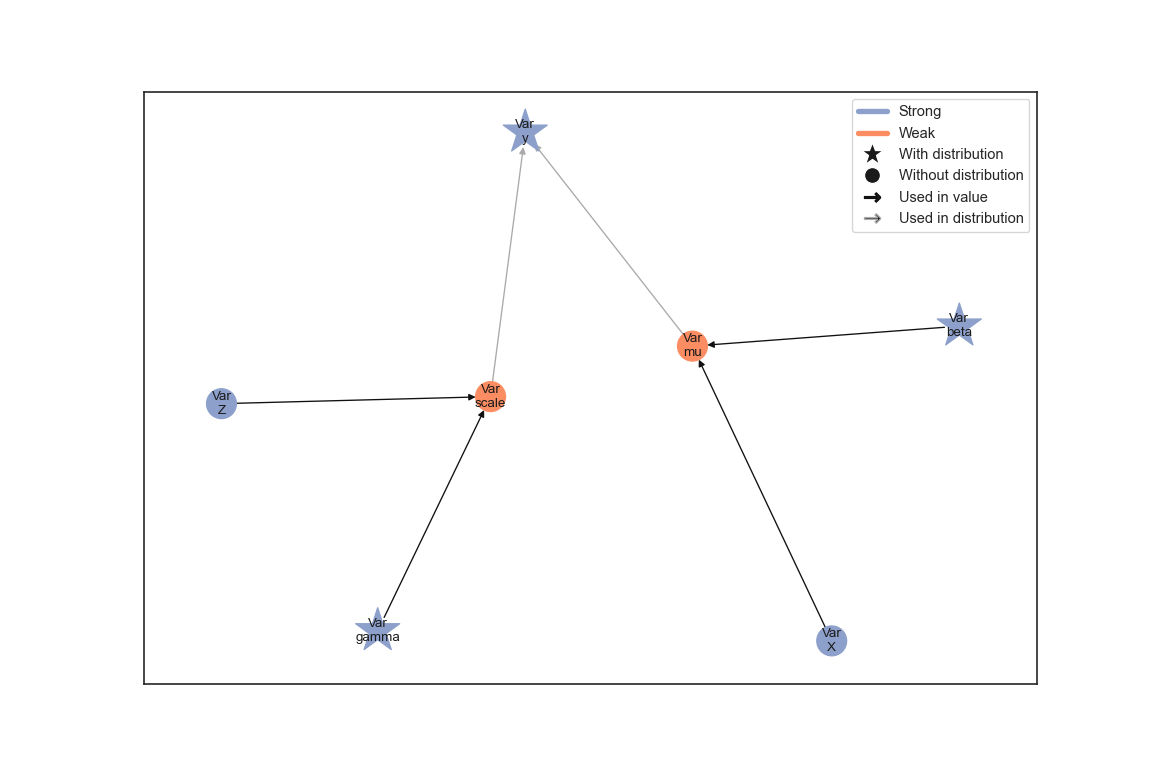 Var
y
Strong
Weak
With distribution
Without distribution
Used in value
Used in distribution
Var
beta
Var
mu
Var
scale
Var
Z
Var
gamma
Var
X